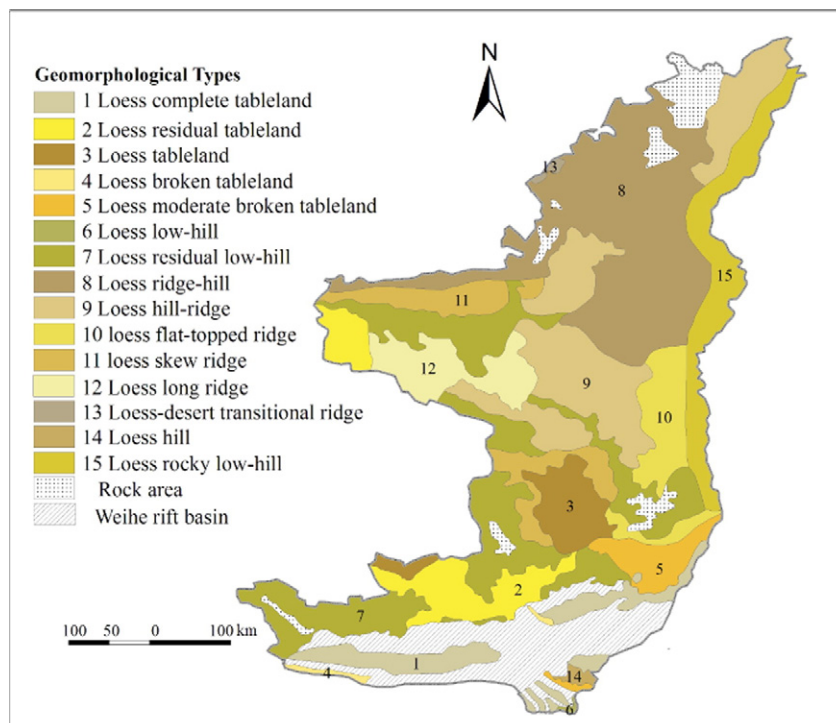 Geomorphological Types
1 Loess complete tableland
2 Loess residual tableland
3 Loess tableland
4 Loess broken tableland
5 Loess moderate broken tableland
6 Loess low-hill
7 Loess residual low-hill
8 Loess ridge-hill
9 Loess hill-ridge
10 loess flat-topped ridge
11 loess skew ridge
12 Loess long ridge
13 Loess-desert transitional ridge
14 Loess hill
15 Loess rocky low-hill
Rock area
Weihe rift basin
100 50 0 100 km
N
13
8
15
11
12
9
10
3
5
2
7
1
4
14
6